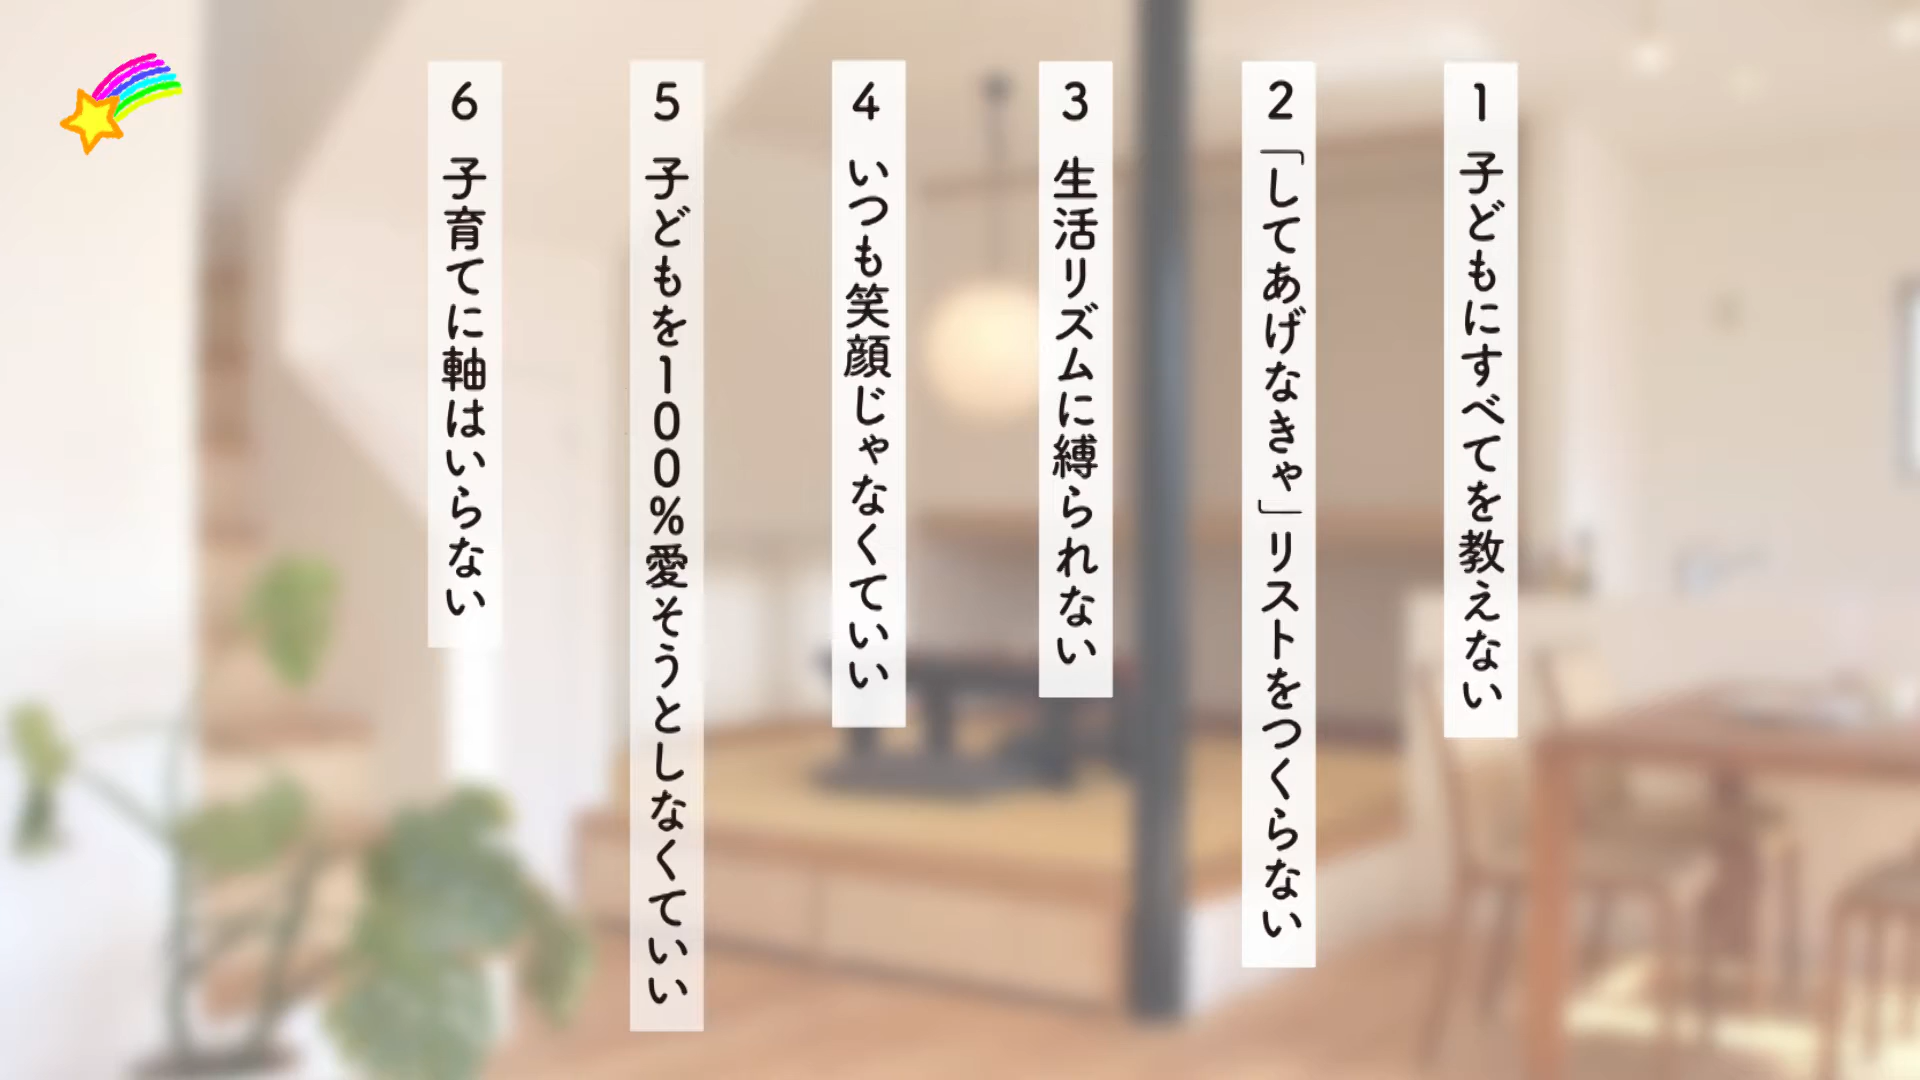 1 子どもにすべてを教えない
2 「してあげなきゃ」リストをつくらない
3 生活リズムに縛られない
4 いつも笑顔じゃなくていい
5 子どもを100%愛そうとしなくていい
6 子育てに軸はいらない